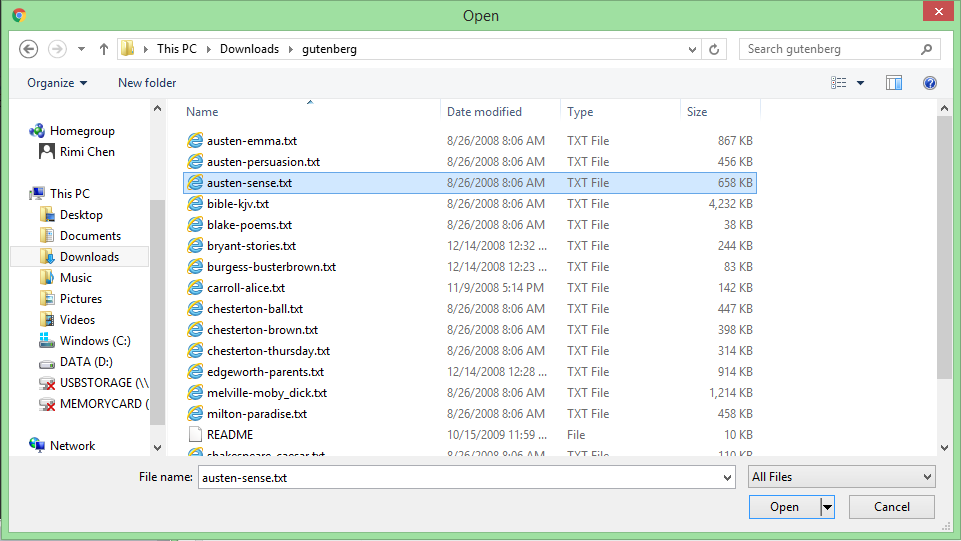 Open
This PC Downloads gutenberg Search gutenberg
Organize New folder
Name Date modified Type Size
Homegroup
Rimi Chen
This PC
Desktop
Documents
Downloads
Music
Pictures
Videos
Windows (C:)
DATA (D:)
USBSTORAGE (\\
MEMORYCARD (
Network
austen-emma.txt 8/26/2008 8:06 AM TXT File 867 KB
austen-persuasion.txt 8/26/2008 8:06 AM TXT File 456 KB
austen-sense.txt 8/26/2008 8:06 AM TXT File 658 KB
bible-kjv.txt 8/26/2008 8:06 AM TXT File 4,232 KB
blake-poems.txt 8/26/2008 8:06 AM TXT File 38 KB
bryant-stories.txt 12/14/2008 12:32 ... TXT File 244 KB
burgess-busterbrown.txt 12/14/2008 12:23 ... TXT File 83 KB
carroll-alice.txt 11/9/2008 5:14 PM TXT File 142 KB
chesterton-ball.txt 8/26/2008 8:06 AM TXT File 447 KB
chesterton-brown.txt 8/26/2008 8:06 AM TXT File 398 KB
chesterton-thursday.txt 8/26/2008 8:06 AM TXT File 314 KB
edgeworth-parents.txt 12/14/2008 12:28 ... TXT File 914 KB
melville-moby_dick.txt 8/26/2008 8:06 AM TXT File 1,214 KB
milton-paradise.txt 8/26/2008 8:06 AM TXT File 458 KB
README 10/15/2009 11:59 ... File 10 KB
shakespeare-caesar.txt 8/26/2008 8:06 AM TXT File 110 KB
File name: austen-sense.txt All Files
Open Cancel